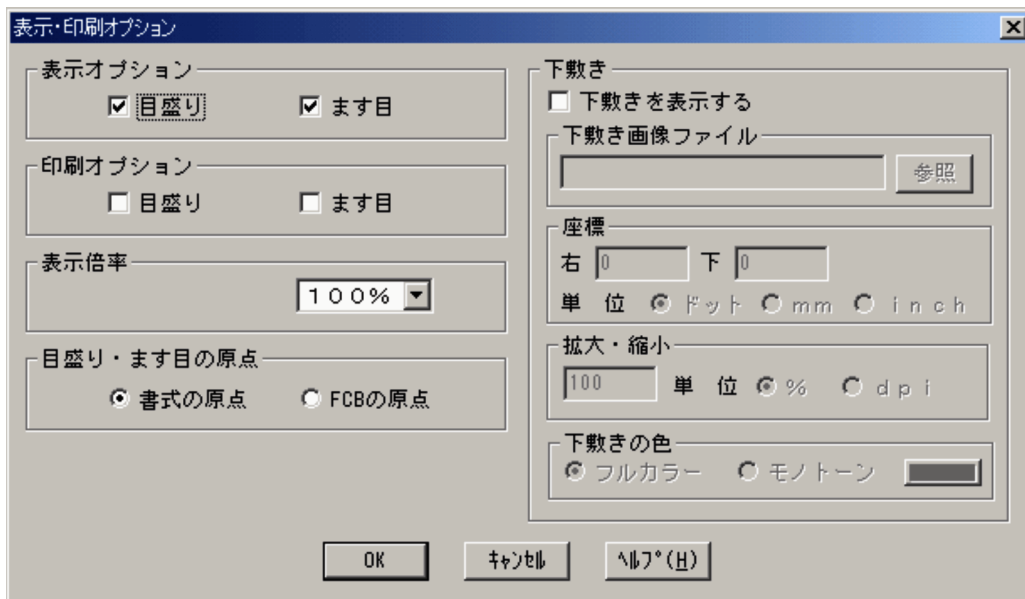 表示・印刷オプション
表示オプション
目盛り ます目
印刷オプション
目盛り ます目
表示倍率
１００%
目盛り・ます目の原点
書式の原点 FCBの原点
下敷き
下敷きを表示する
下敷き画像ファイル
参照
座標
右 0 下 0
単 位 ドット ｍｍ ｉｎｃｈ
拡大・縮小
100 単 位 % ｄｐｉ
下敷きの色
フルカラー モノトーン
OK ｷｬﾝｾﾙ ﾍﾙﾌﾟ(H)